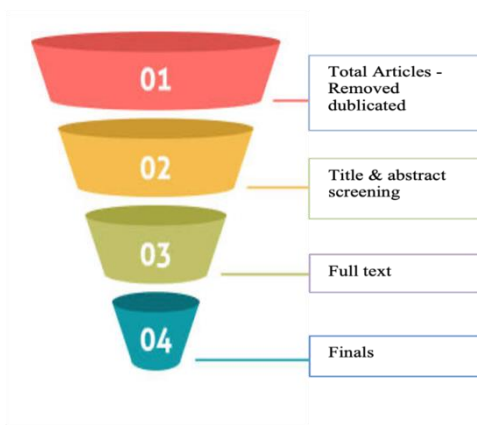 01
Total Articles -
Removed
dublicated
02
Title & abstract
screening
03
Full text
04
Finals